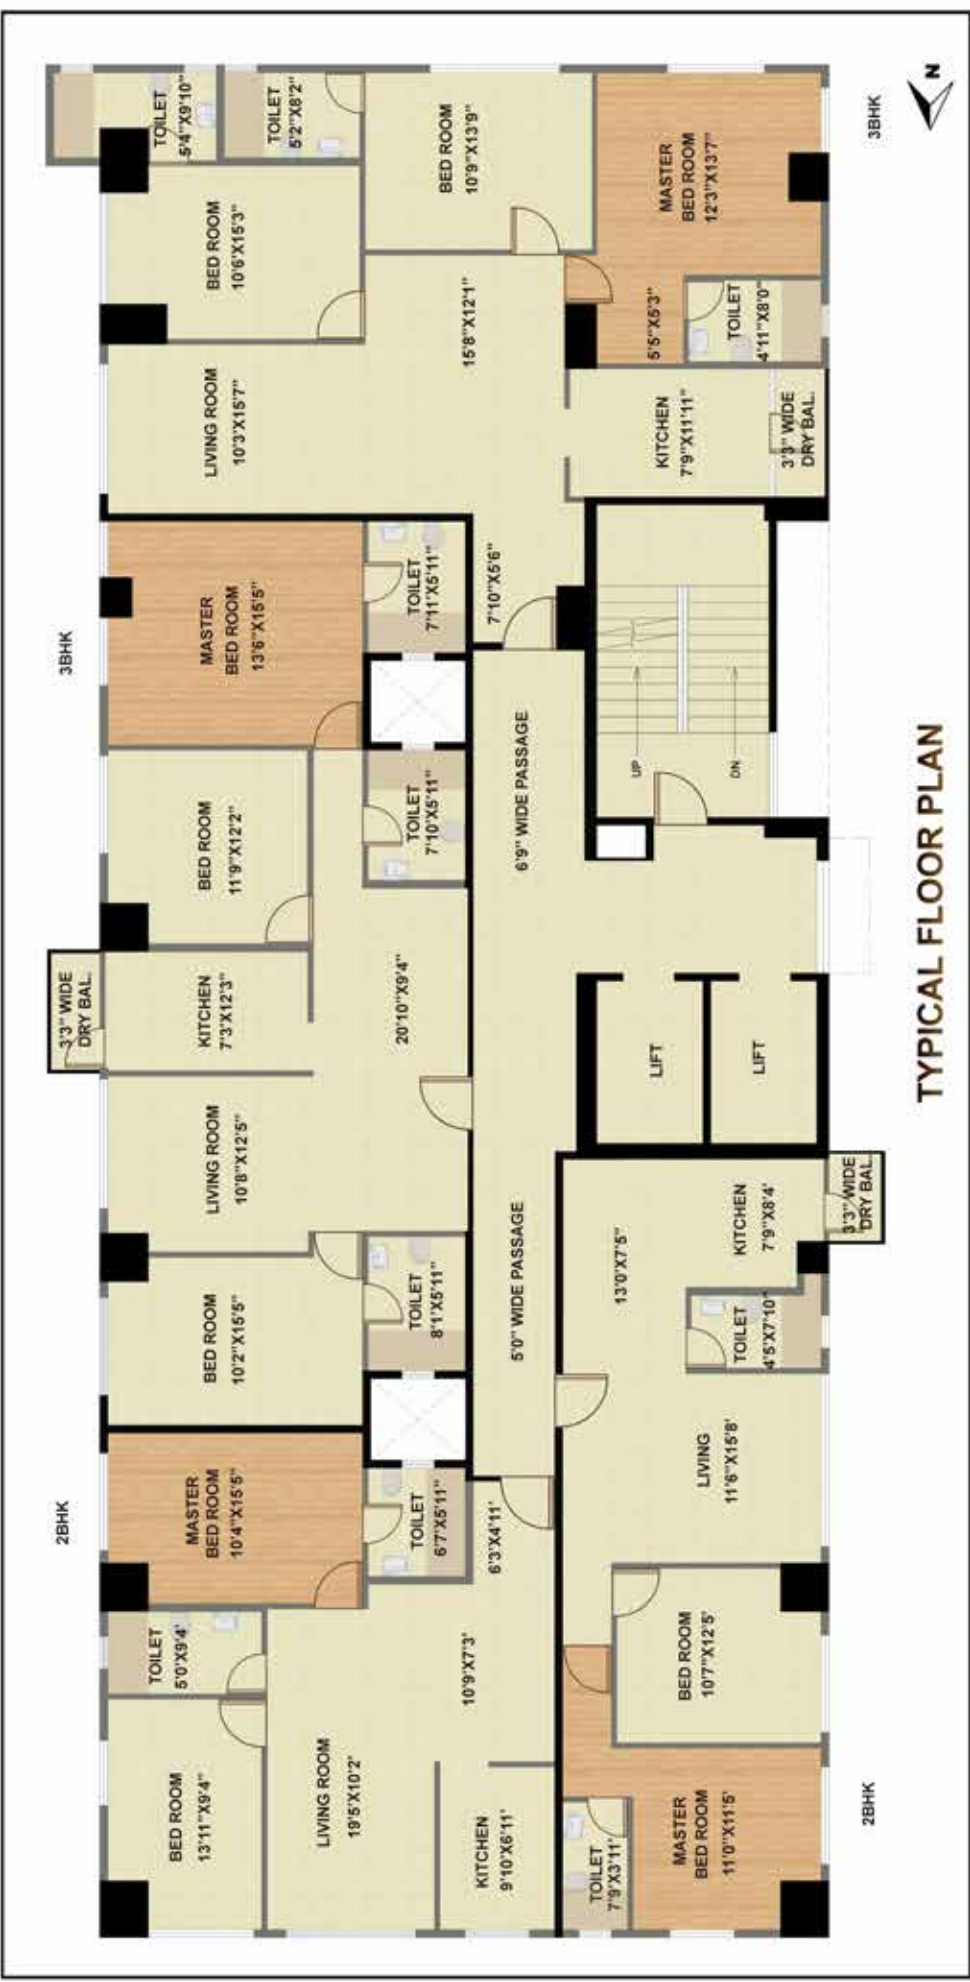 2BHK
BED ROOM
13'11"X9'4"
TOILET
5'0'X9'4'
MASTER
BED ROOM
10'4"X15'5"
LIVING ROOM
19'5'X10'2'
TOILET
6'7'X5'11"
KITCHEN
9'10'X6'11'
10'9'X7'3'
6'3'X4'11'
3BHK
3'3" WIDE
DRY BAL.
BED ROOM
10'2"X15'5"
LIVING ROOM
10'8"X12'5"
KITCHEN
7'3'X12'3"
BED ROOM
11'9"X12'2"
MASTER
BED ROOM
13'6"X15'5"
TOILET
8'1'X5'11"
20'10"X9'4"
TOILET
7'10"X5'11"
TOILET
7'11"X5'11"
TOILET
5'4"X9'10"
TOILET
5'2"X8'2"
BED ROOM
10'6'X15'3"
LIVING ROOM
10'3'X15'7"
BED ROOM
10'9"X13'9"
15'8"X12'1"
7'10"X5'6"
MASTER
BED ROOM
12'3"X13'7"
5'5"X5'3"
TOILET
4'11"X8'0"
KITCHEN
7'9"X11'11"
3'3" WIDE
DRY BAL.
3BHK
5'0" WIDE PASSAGE
6'9" WIDE PASSAGE
LIFT
LIFT
UP
DN
TOILET
7'9'X3'11'
MASTER
BED ROOM
11'0"X11'5'
BED ROOM
10'7"X12'5'
LIVING
11'6"X15'8'
13'0'X7'5"
TOILET
4'5'X7'10"
KITCHEN
7'9"X8'4'
3'3" WIDE
DRY BAL.
2BHK
N
TYPICAL FLOOR PLAN